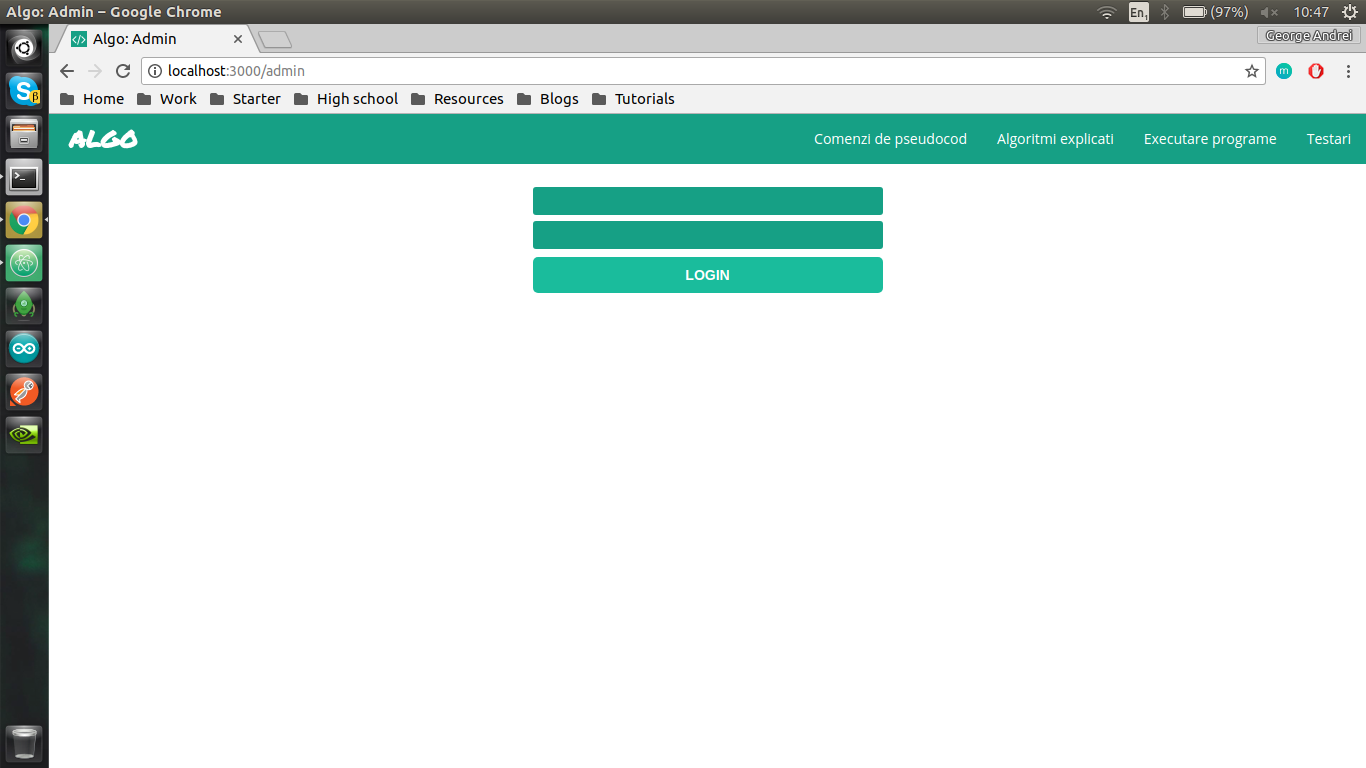 Algo: Admin – Google Chrome
En1 (97%) 10:47
Algo: Admin
George Andrei
localhost:3000/admin
m
Home Work Starter High school Resources Blogs Tutorials
ALGO Comenzi de pseudocod Algoritmi explicati Executare programe Testari
LOGIN